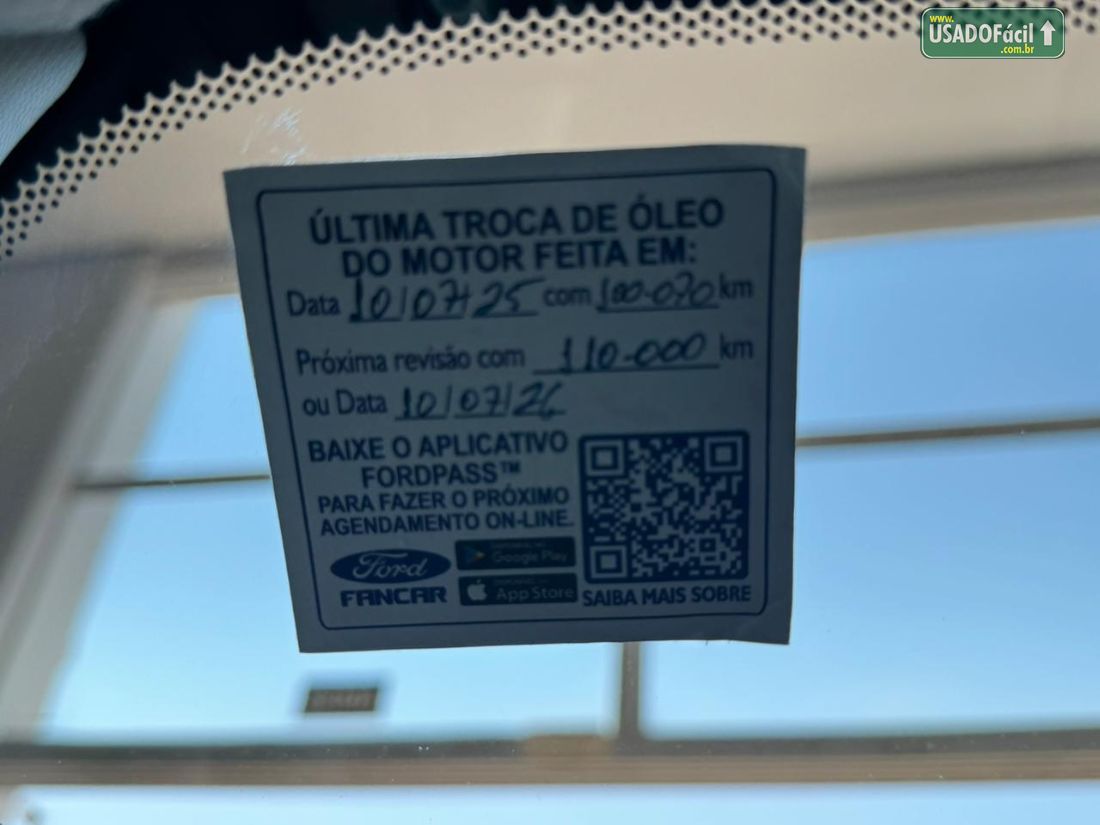 www.
USADOFácil
.com.br
ÚLTIMA TROCA DE ÓLEO
DO MOTOR FEITA EM:
Data 10/07/25 com 100.070 km
Próxima revisão com 110.000 km
ou Data 10/07/26
BAIXE O APLICATIVO
FORDPASS™
PARA FAZER O PRÓXIMO
AGENDAMENTO ON-LINE.
Ford
FANCAR
Google Play
App Store
SAIBA MAIS SOBRE